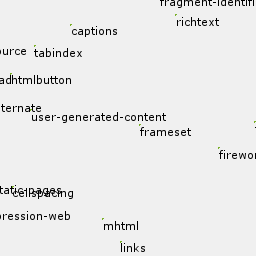 fragment-identifi
richtext
captions
ource
tabindex
adhtmlbutton
ternate
user-generated-content
frameset
firewor
tatic-pages
cellspacing
pression-web
mhtml
links